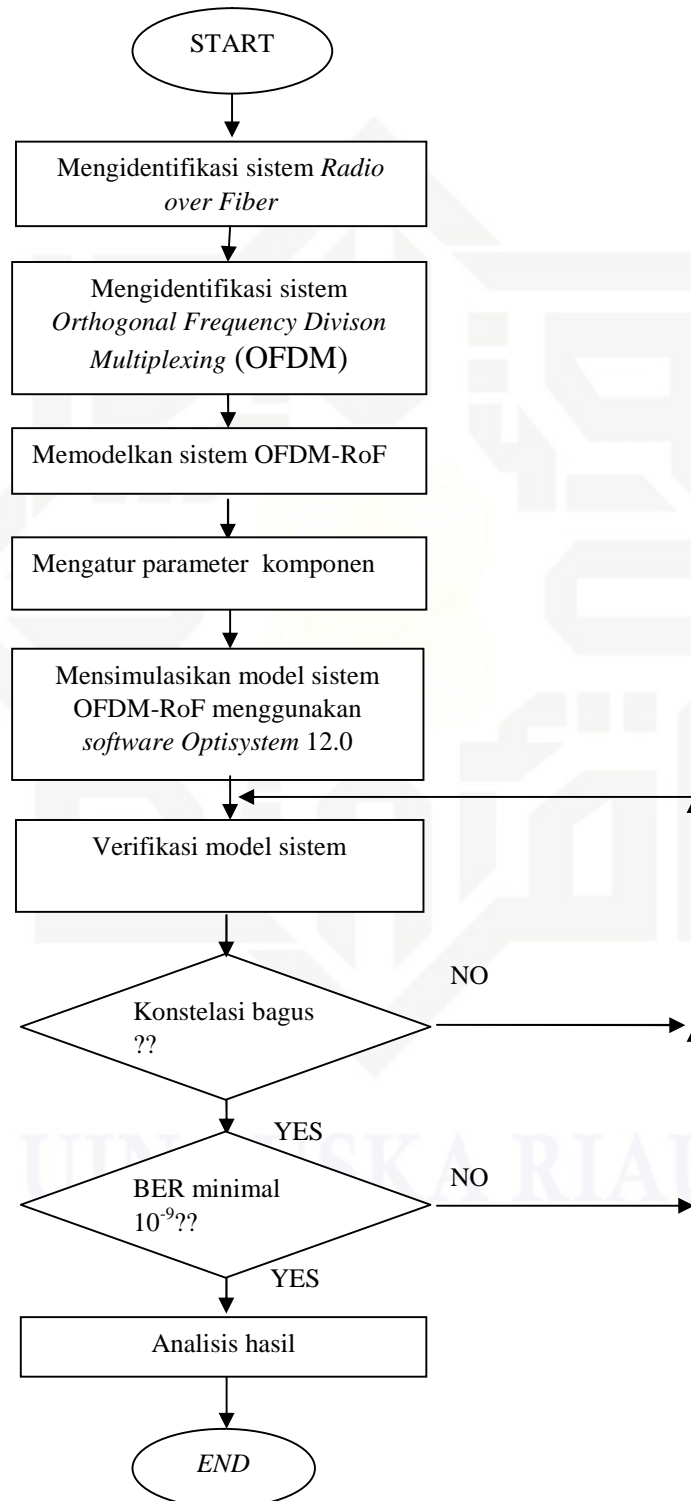 START
Mengidentifikasi sistem Radio
over Fiber
Mengidentifikasi sistem
Orthogonal Frequency Divison
Multiplexing (OFDM)
Memodelkan sistem OFDM-RoF
Mengatur parameter komponen
Mensimulasikan model sistem
OFDM-RoF menggunakan
software Optisystem 12.0
Verifikasi model sistem
NO
Konstelasi bagus
??
YES
NO
BER minimal
10⁻⁹??
YES
Analisis hasil
END